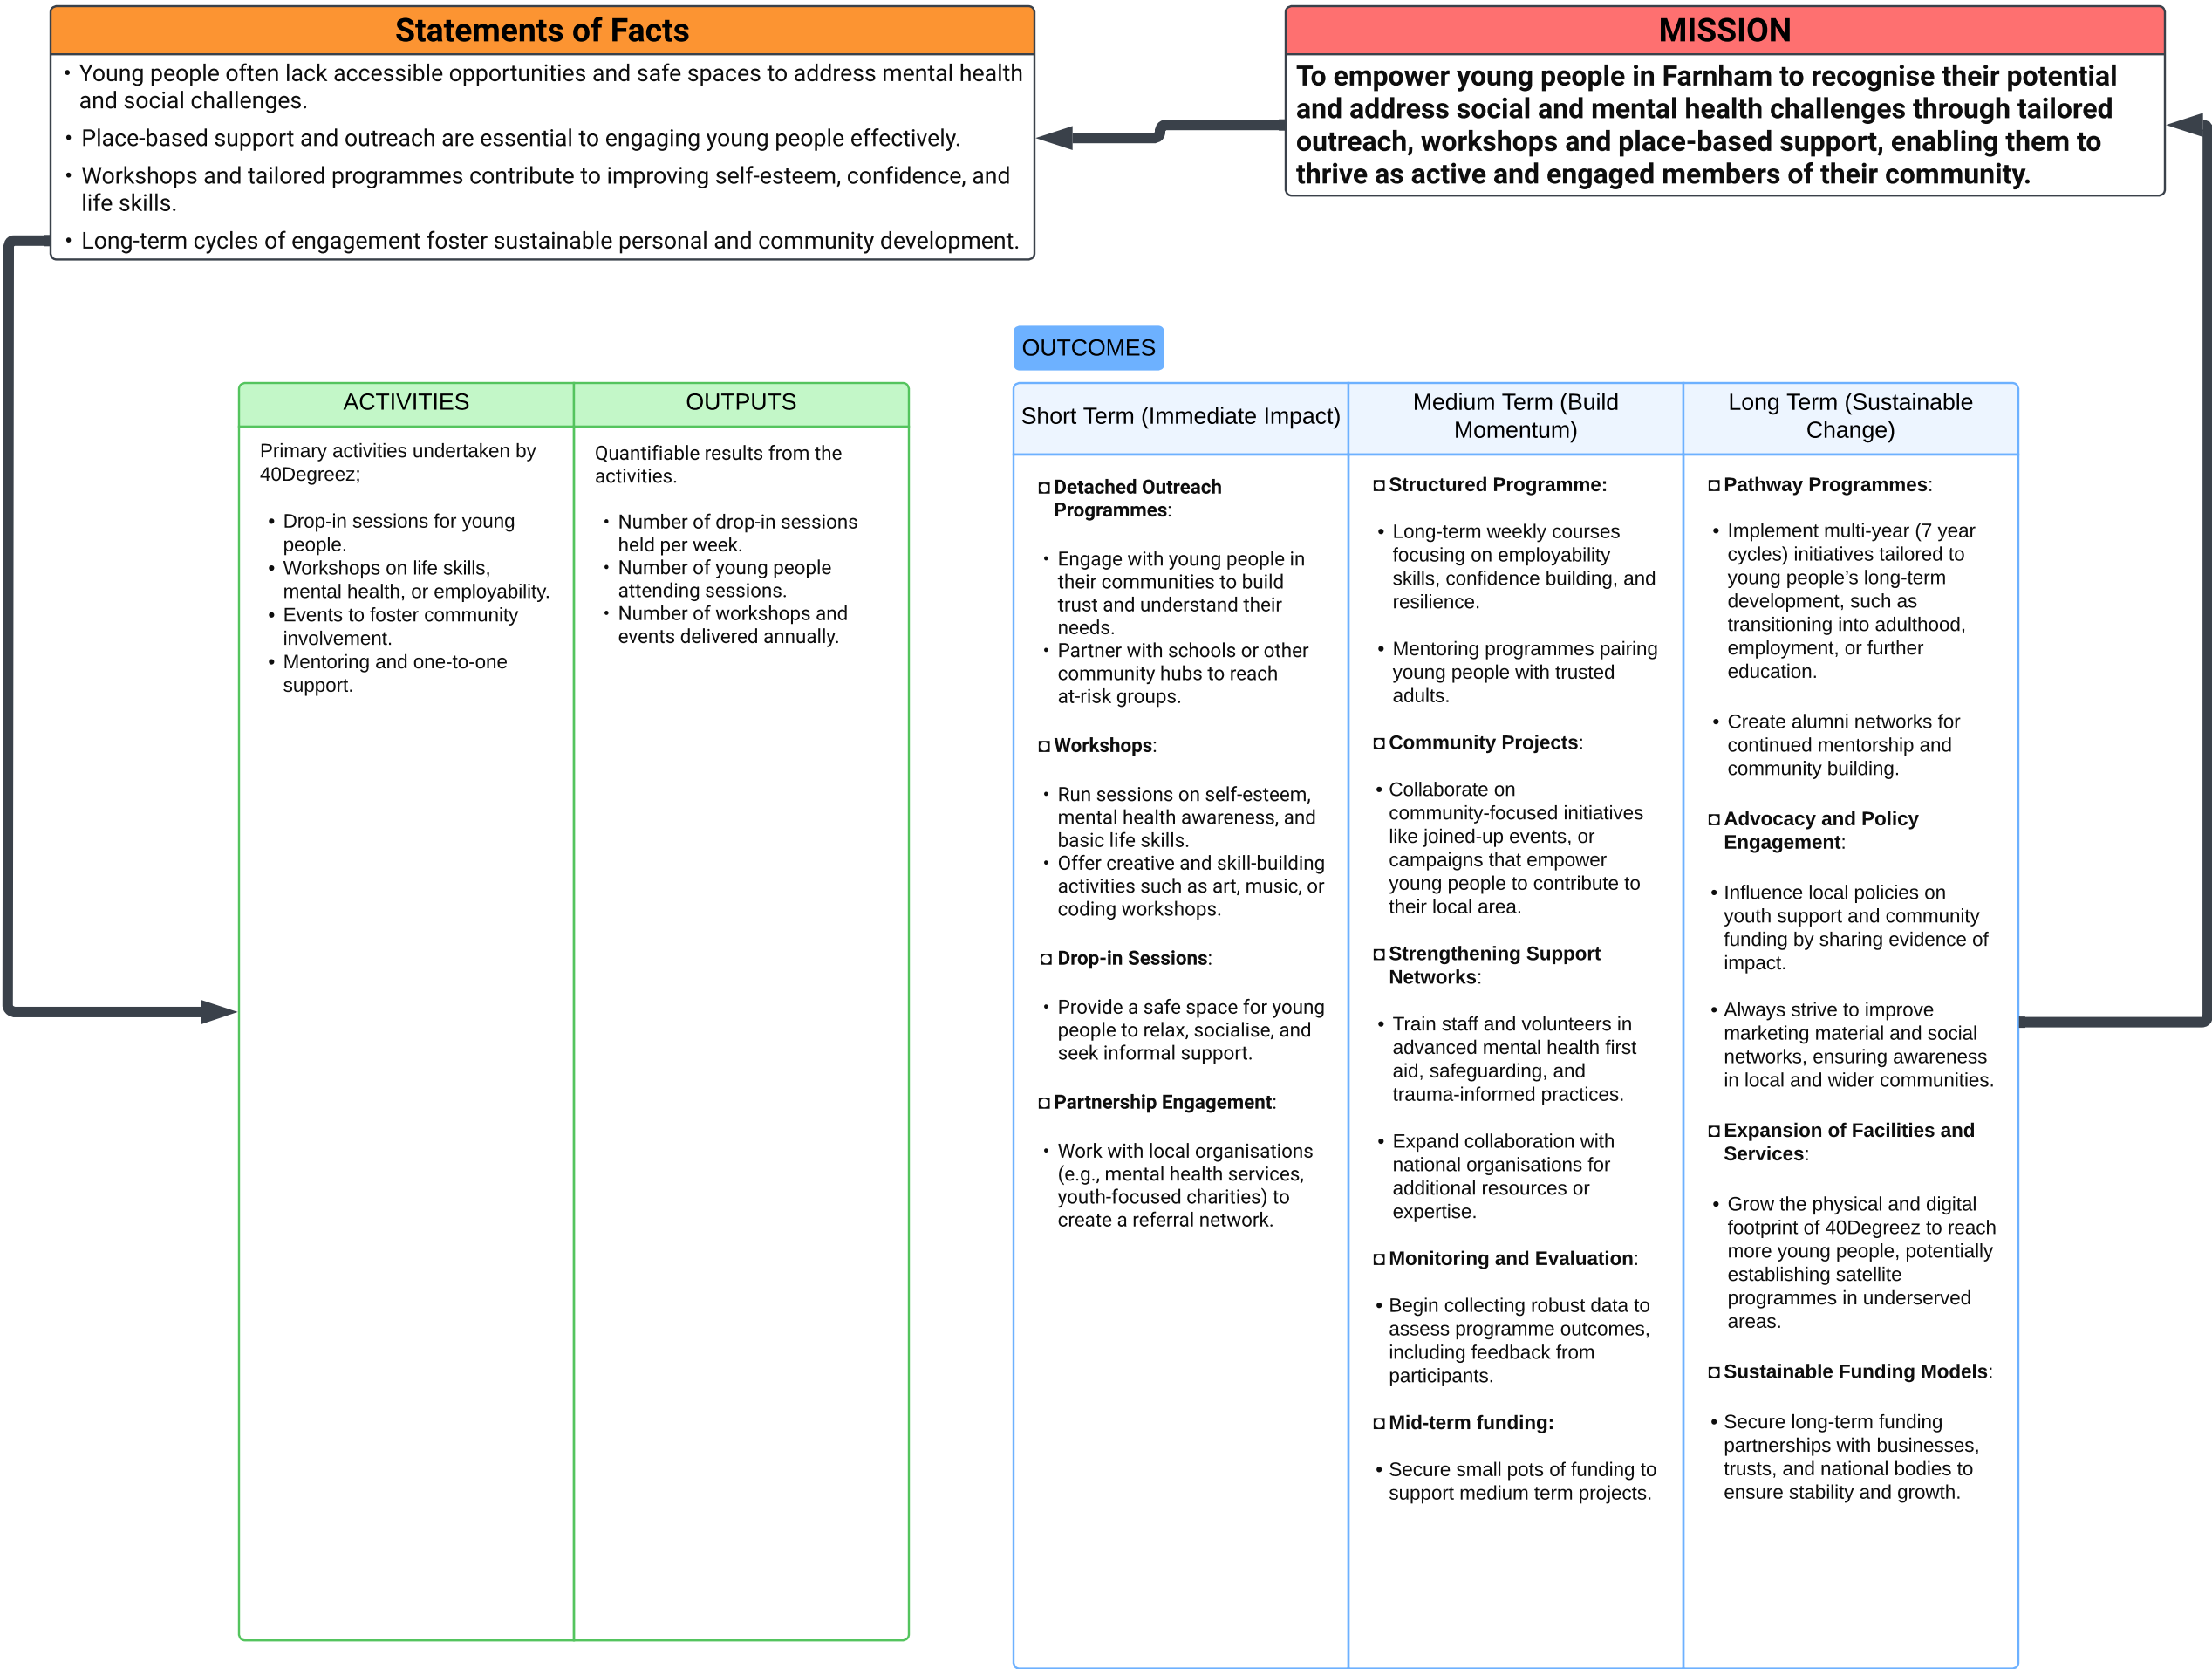 Statements of Facts
• Young people often lack accessible opportunities and safe spaces to address mental health
and social challenges.
• Place-based support and outreach are essential to engaging young people effectively.
• Workshops and tailored programmes contribute to improving self-esteem, confidence, and
life skills.
• Long-term cycles of engagement foster sustainable personal and community development.
MISSION
To empower young people in Farnham to recognise their potential
and address social and mental health challenges through tailored
outreach, workshops and place-based support, enabling them to
thrive as active and engaged members of their community.
ACTIVITIES
Primary activities undertaken by
40Degreez;
• Drop-in sessions for young
people.
• Workshops on life skills,
mental health, or employability.
• Events to foster community
involvement.
• Mentoring and one-to-one
support.
OUTPUTS
Quantifiable results from the
activities.
• Number of drop-in sessions
held per week.
• Number of young people
attending sessions.
• Number of workshops and
events delivered annually.
OUTCOMES
Short Term (Immediate Impact)
◘ Detached Outreach
Programmes:
• Engage with young people in
their communities to build
trust and understand their
needs.
• Partner with schools or other
community hubs to reach
at-risk groups.
◘ Workshops:
• Run sessions on self-esteem,
mental health awareness, and
basic life skills.
• Offer creative and skill-building
activities such as art, music, or
coding workshops.
◘ Drop-in Sessions:
• Provide a safe space for young
people to relax, socialise, and
seek informal support.
◘ Partnership Engagement:
• Work with local organisations
(e.g., mental health services,
youth-focused charities) to
create a referral network.
Medium Term (Build
Momentum)
◘ Structured Programme:
• Long-term weekly courses
focusing on employability
skills, confidence building, and
resilience.
• Mentoring programmes pairing
young people with trusted
adults.
◘ Community Projects:
• Collaborate on
community-focused initiatives
like joined-up events, or
campaigns that empower
young people to contribute to
their local area.
◘ Strengthening Support
Networks:
• Train staff and volunteers in
advanced mental health first
aid, safeguarding, and
trauma-informed practices.
• Expand collaboration with
national organisations for
additional resources or
expertise.
◘ Monitoring and Evaluation:
• Begin collecting robust data to
assess programme outcomes,
including feedback from
participants.
◘ Mid-term funding:
• Secure small pots of funding to
support medium term projects.
Long Term (Sustainable
Change)
◘ Pathway Programmes:
• Implement multi-year (7 year
cycles) initiatives tailored to
young people’s long-term
development, such as
transitioning into adulthood,
employment, or further
education.
• Create alumni networks for
continued mentorship and
community building.
◘ Advocacy and Policy
Engagement:
• Influence local policies on
youth support and community
funding by sharing evidence of
impact.
• Always strive to improve
marketing material and social
networks, ensuring awareness
in local and wider communities.
◘ Expansion of Facilities and
Services:
• Grow the physical and digital
footprint of 40Degreez to reach
more young people, potentially
establishing satellite
programmes in underserved
areas.
◘ Sustainable Funding Models:
• Secure long-term funding
partnerships with businesses,
trusts, and national bodies to
ensure stability and growth.